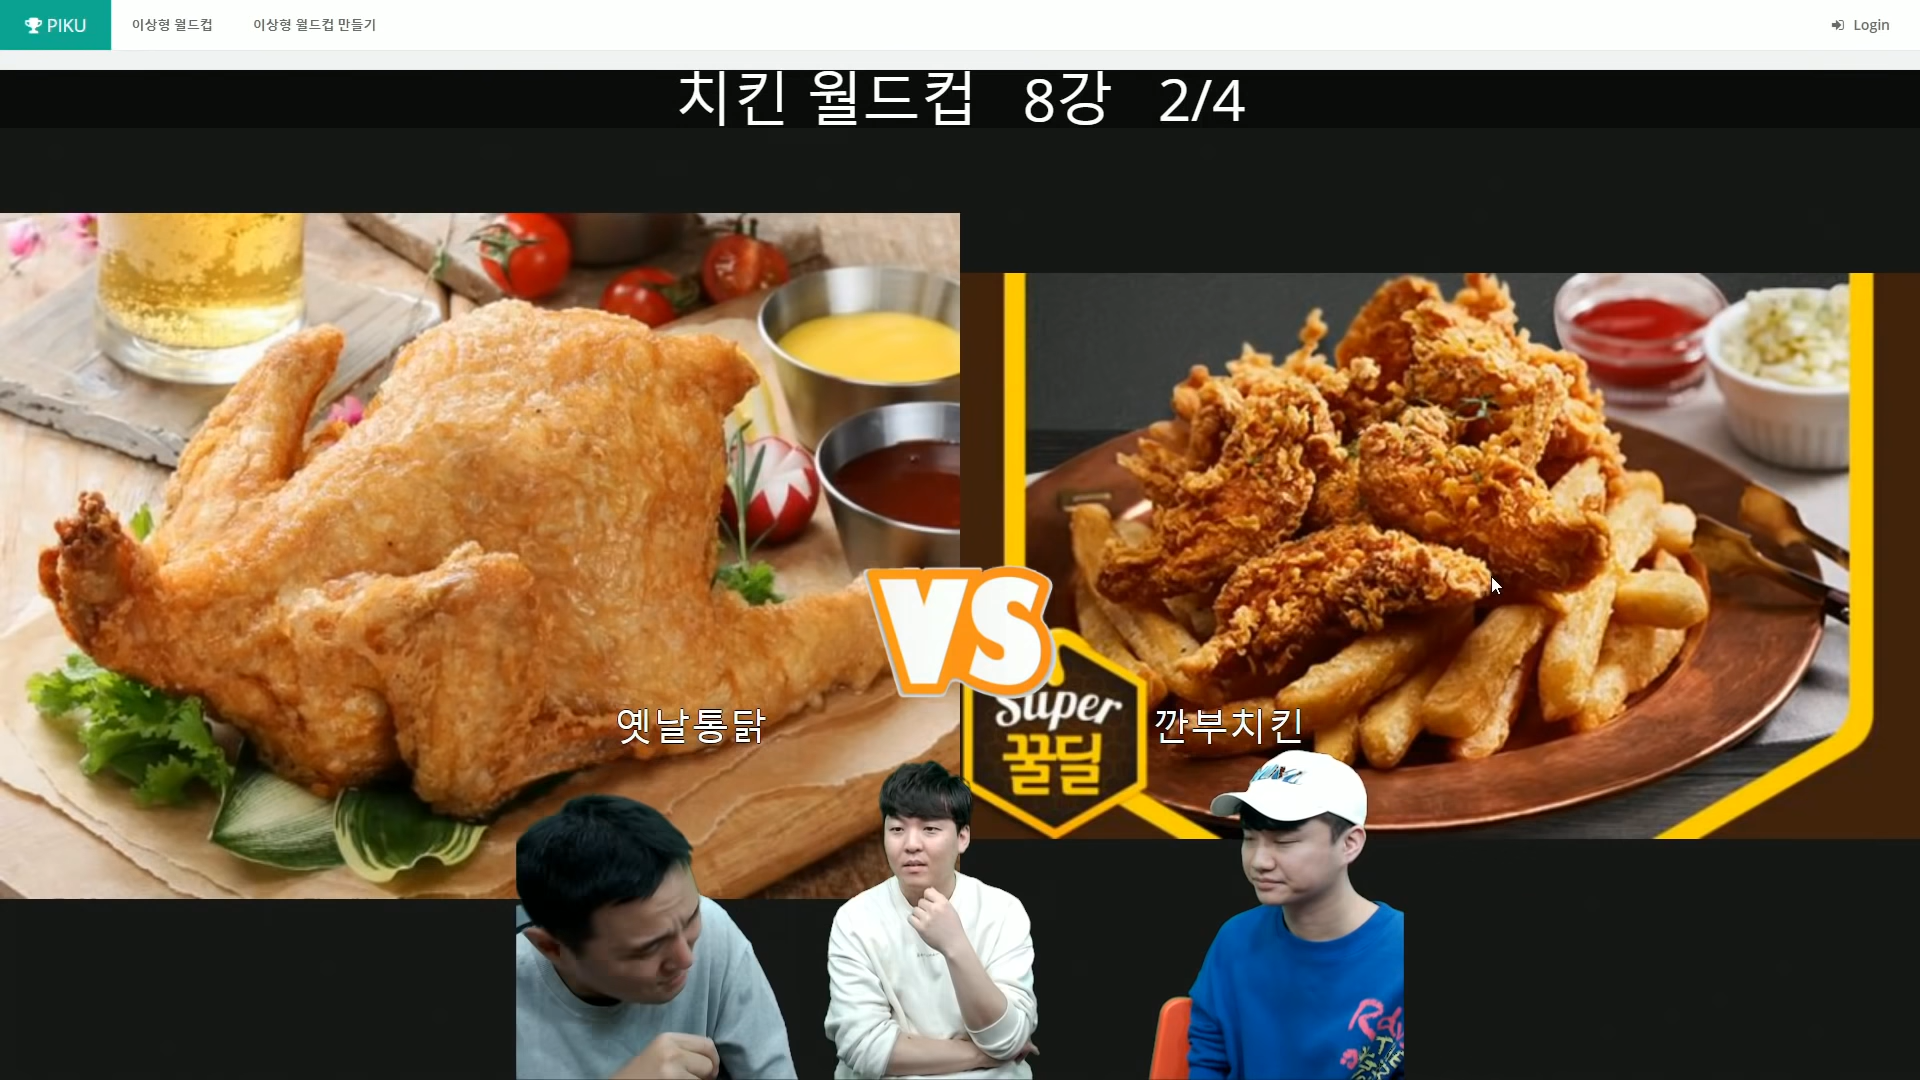 PIKU 이상형 월드컵 이상형 월드컵 만들기 Login
치킨 월드컵 8강 2/4
VS
Super
꿀딜
옛날통닭 깐부치킨